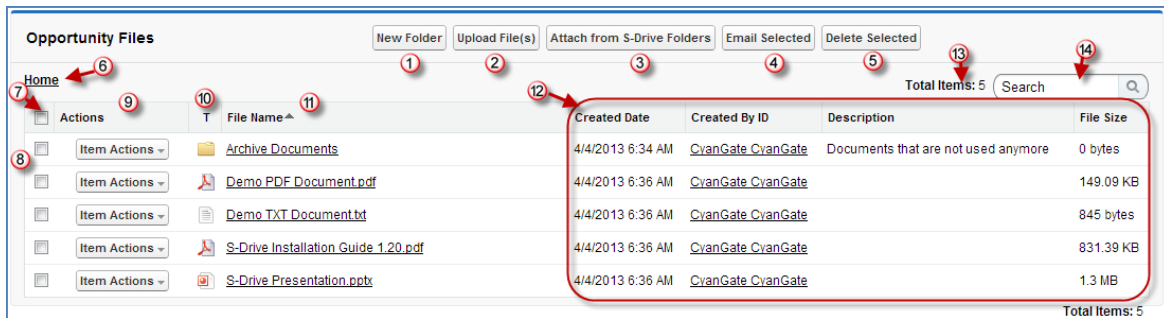 Opportunity Files New Folder Upload File(s) Attach from S-Drive Folders Email Selected Delete Selected
1 2 3 4 5
Home 6 Total Items: 5 13 Search 14
7 Actions 9 T 10 File Name 11 12 Created Date Created By ID Description File Size
8 Item Actions Archive Documents 4/4/2013 6:34 AM CyanGate CyanGate Documents that are not used anymore 0 bytes
Item Actions Demo PDF Document.pdf 4/4/2013 6:36 AM CyanGate CyanGate 149.09 KB
Item Actions Demo TXT Document.txt 4/4/2013 6:36 AM CyanGate CyanGate 845 bytes
Item Actions S-Drive Installation Guide 1.20.pdf 4/4/2013 6:36 AM CyanGate CyanGate 831.39 KB
Item Actions S-Drive Presentation.pptx 4/4/2013 6:36 AM CyanGate CyanGate 1.3 MB
Total Items: 5